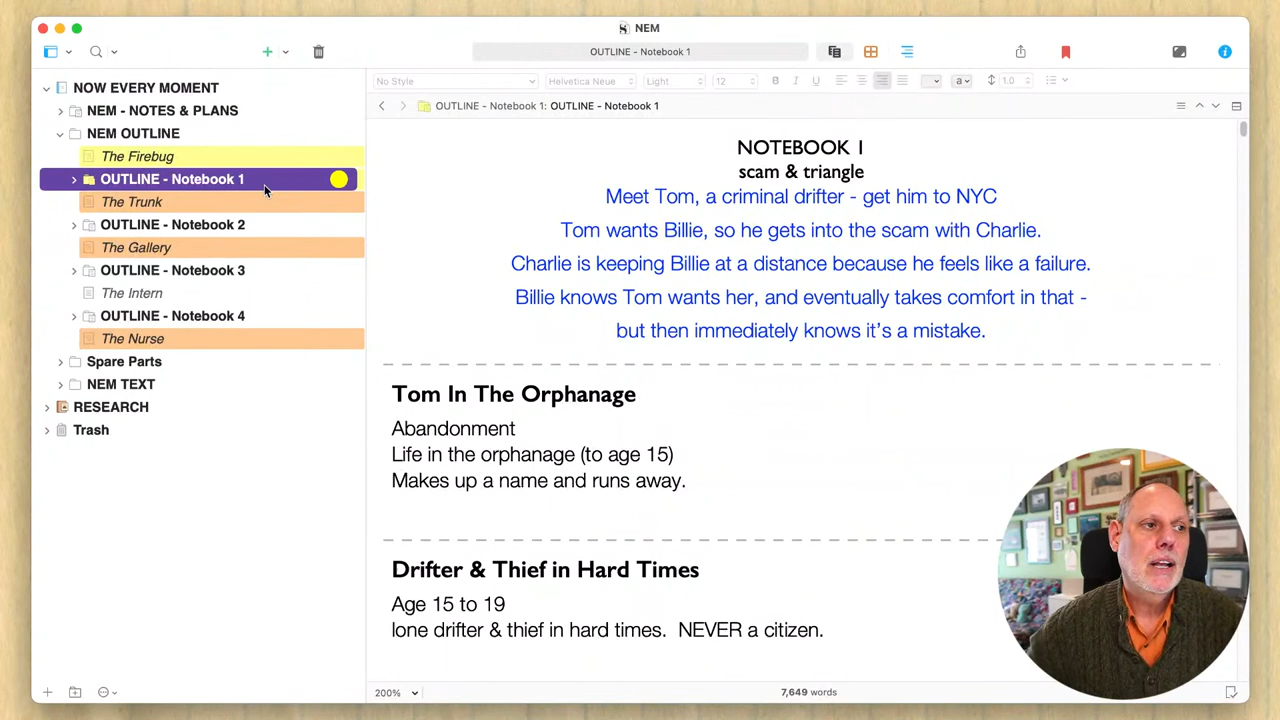 NEM
OUTLINE - Notebook 1
No Style
Helvetica Neue
Light
12
B
I
U
a
1.0
OUTLINE - Notebook 1: OUTLINE - Notebook 1
NOW EVERY MOMENT
NEM - NOTES & PLANS
NEM OUTLINE
The Firebug
OUTLINE - Notebook 1
The Trunk
OUTLINE - Notebook 2
The Gallery
OUTLINE - Notebook 3
The Intern
OUTLINE - Notebook 4
The Nurse
Spare Parts
NEM TEXT
RESEARCH
Trash
NOTEBOOK 1
scam & triangle
Meet Tom, a criminal drifter - get him to NYC
Tom wants Billie, so he gets into the scam with Charlie.
Charlie is keeping Billie at a distance because he feels like a failure.
Billie knows Tom wants her, and eventually takes comfort in that -
but then immediately knows it's a mistake.
Tom In The Orphanage
Abandonment
Life in the orphanage (to age 15)
Makes up a name and runs away.
Drifter & Thief in Hard Times
Age 15 to 19
lone drifter & thief in hard times.  NEVER a citizen.
200%
7,649 words